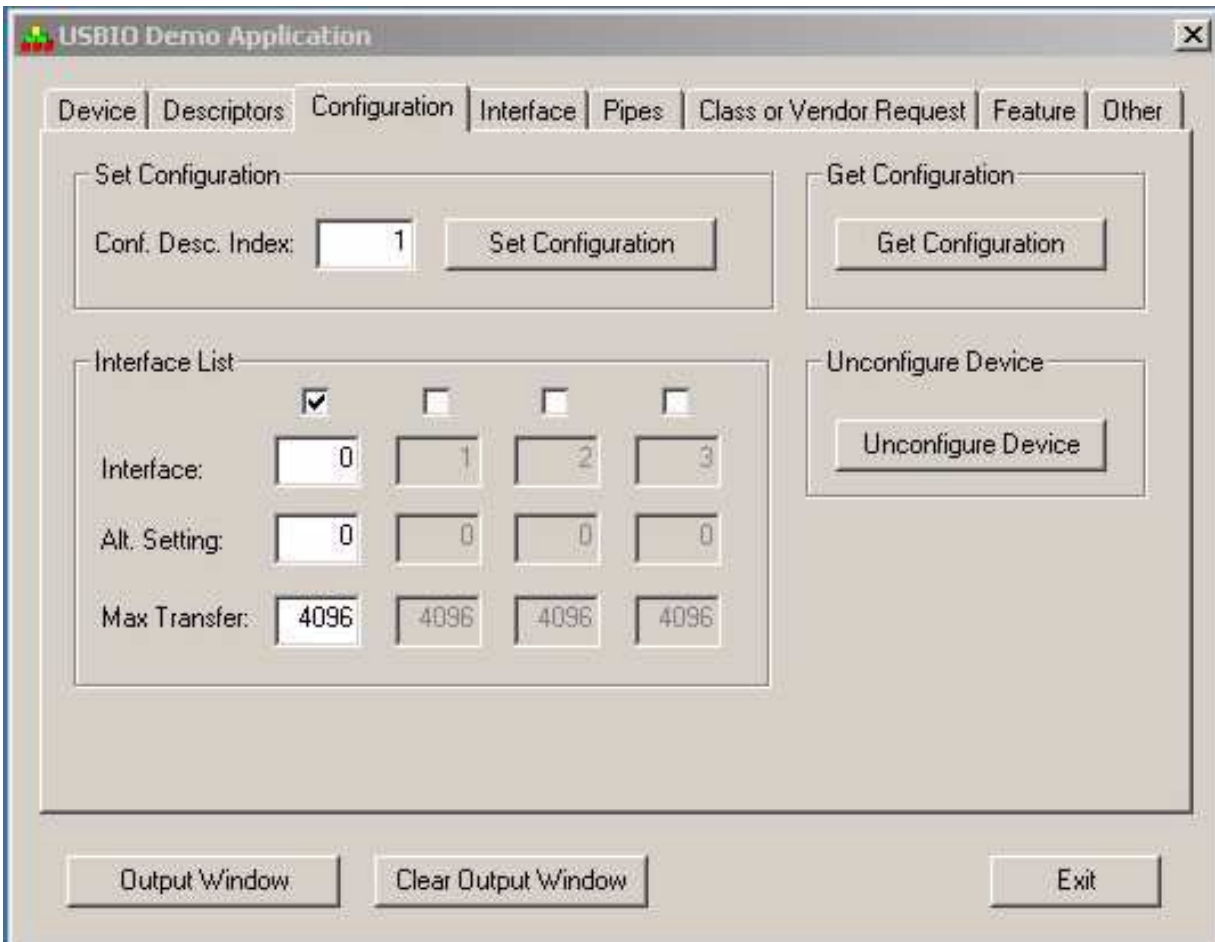 USBIO Demo Application
Device Descriptors Configuration Interface Pipes Class or Vendor Request Feature Other
Set Configuration
Conf. Desc. Index: 1 Set Configuration
Get Configuration
Get Configuration
Interface List
Interface: 0 1 2 3
Alt. Setting: 0 0 0 0
Max Transfer: 4096 4096 4096 4096
Unconfigure Device
Unconfigure Device
Output Window Clear Output Window Exit